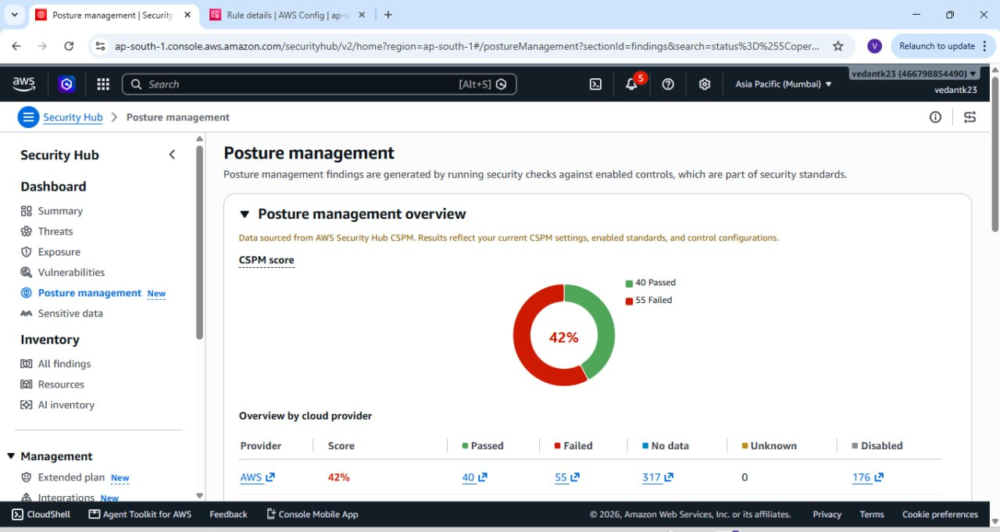 Posture management | Security
Rule details | AWS Config | ap-s
ap-south-1.console.aws.amazon.com/securityhub/v2/home?region=ap-south-1#/postureManagement?sectionId=findings&search=status%3D%255Coper...
V
Relaunch to update
aws
Search
[Alt+S]
5
Asia Pacific (Mumbai) ▼
vedantk23 (466798854490) ▼
vedantk23
Security Hub > Posture management
Security Hub
Dashboard
Summary
Threats
Exposure
Vulnerabilities
Posture management New
Sensitive data
Inventory
All findings
Resources
AI inventory
Management
Extended plan New
Integrations New
Posture management
Posture management findings are generated by running security checks against enabled controls, which are part of security standards.
Posture management overview
Data sourced from AWS Security Hub CSPM. Results reflect your current CSPM settings, enabled standards, and control configurations.
CSPM score
40 Passed
55 Failed
42%
Overview by cloud provider
Provider Score Passed Failed No data Unknown Disabled
AWS 42% 40 55 317 0 176
CloudShell Agent Toolkit for AWS Feedback Console Mobile App © 2026, Amazon Web Services, Inc. or its affiliates. Privacy Terms Cookie preferences